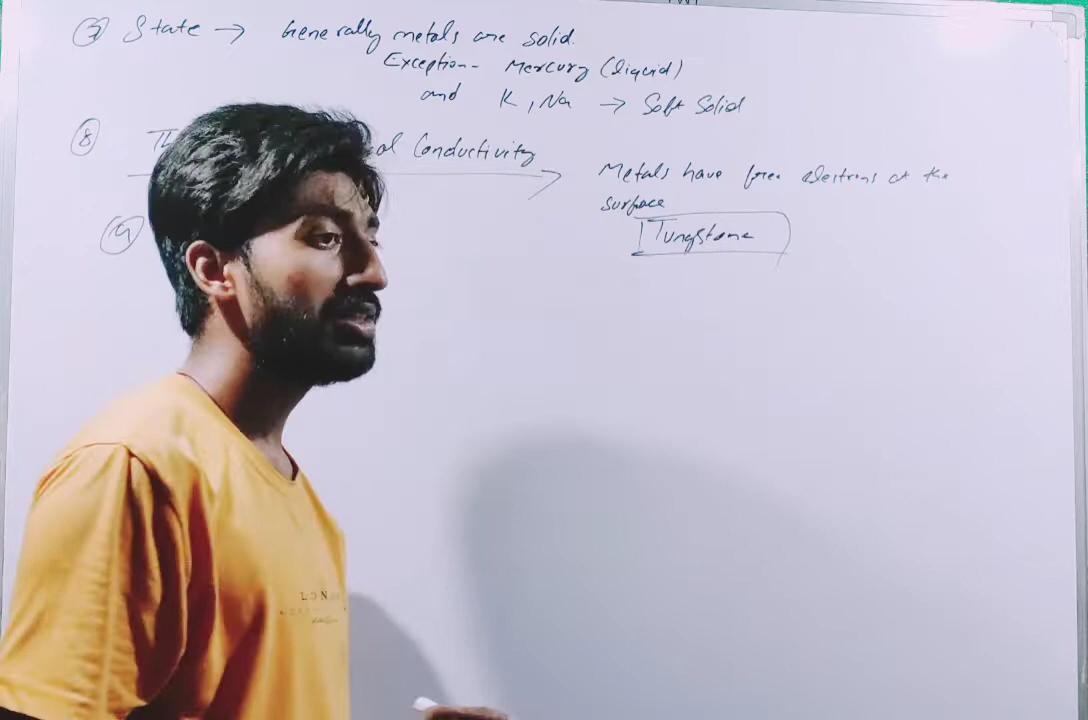 ⑦ State → Generally metals are solid.
Exception - Mercury (liquid)
and K, Na → Soft Solid
⑧ Conductivity
Metals have free electrons at the
surface
Tungstone
⑨
LON